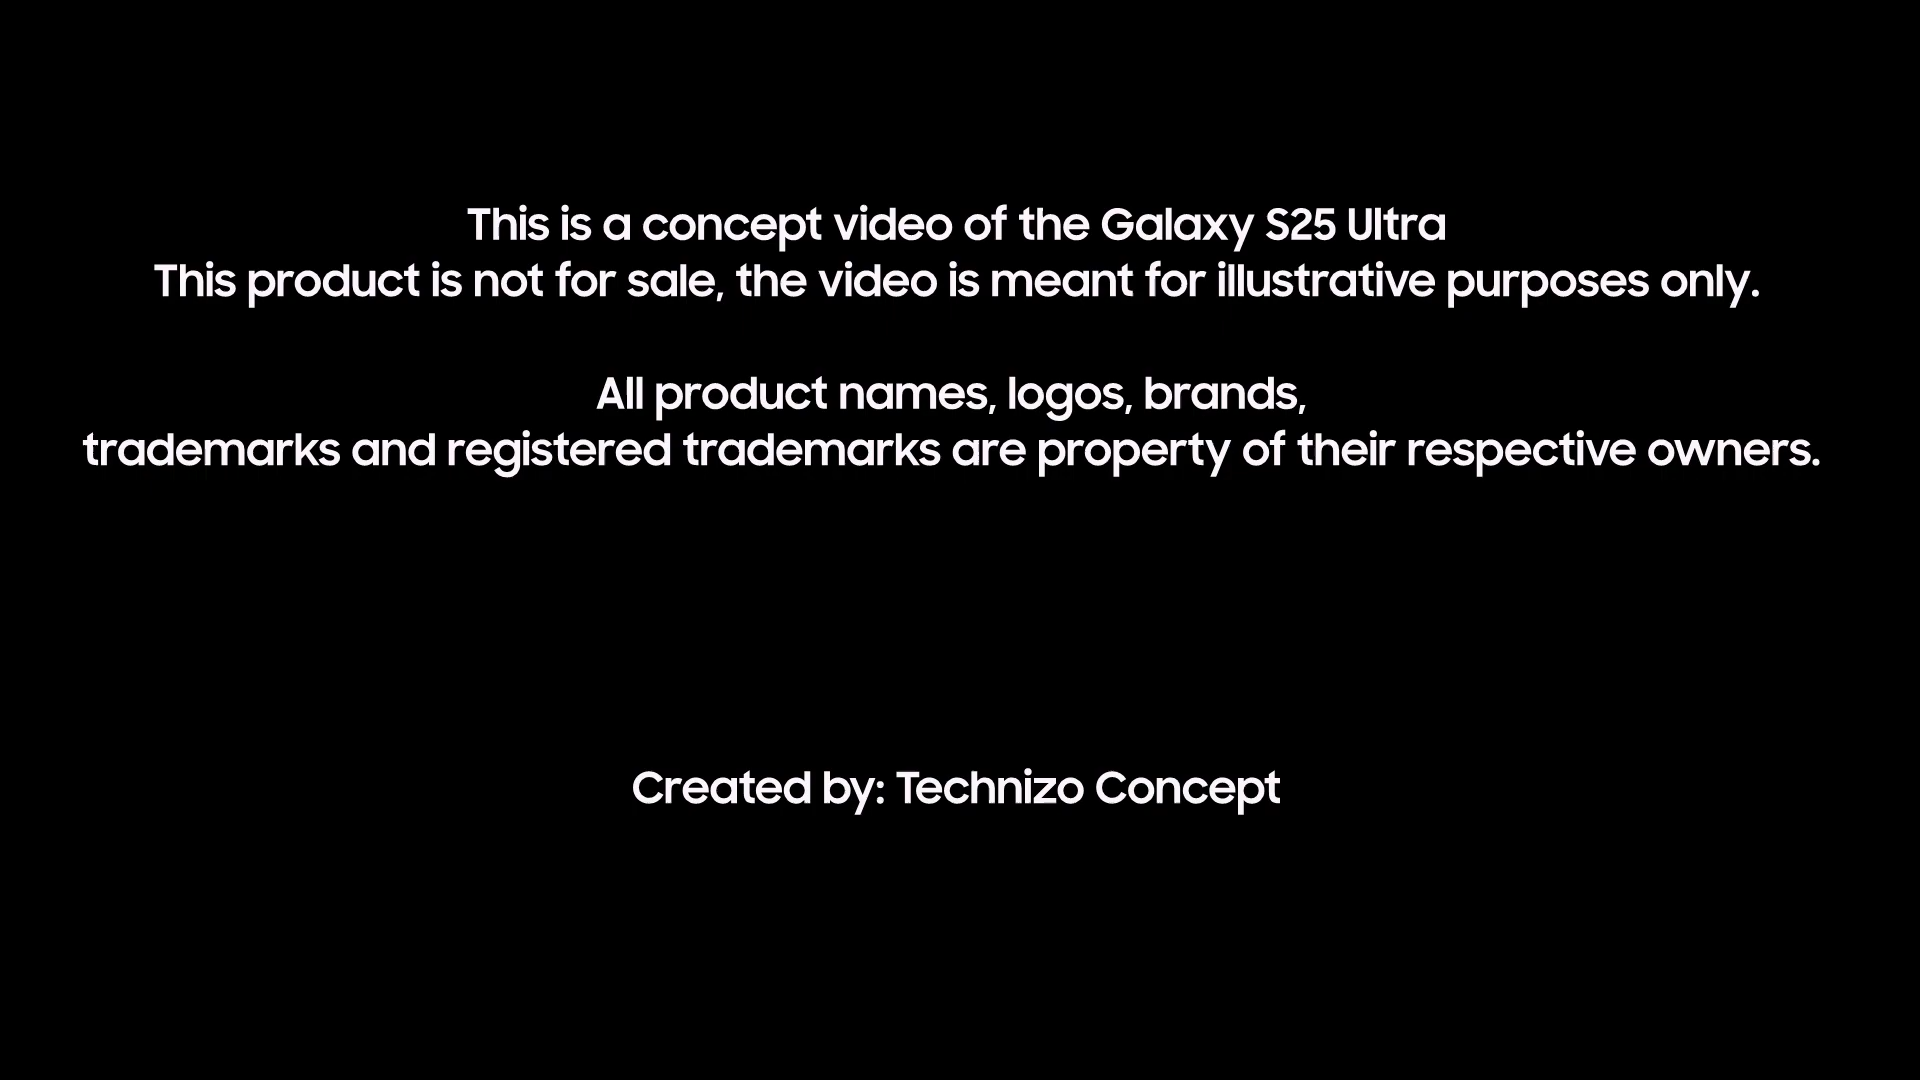 This is a concept video of the Galaxy S25 Ultra
This product is not for sale, the video is meant for illustrative purposes only.
All product names, logos, brands,
trademarks and registered trademarks are property of their respective owners.
Created by: Technizo Concept